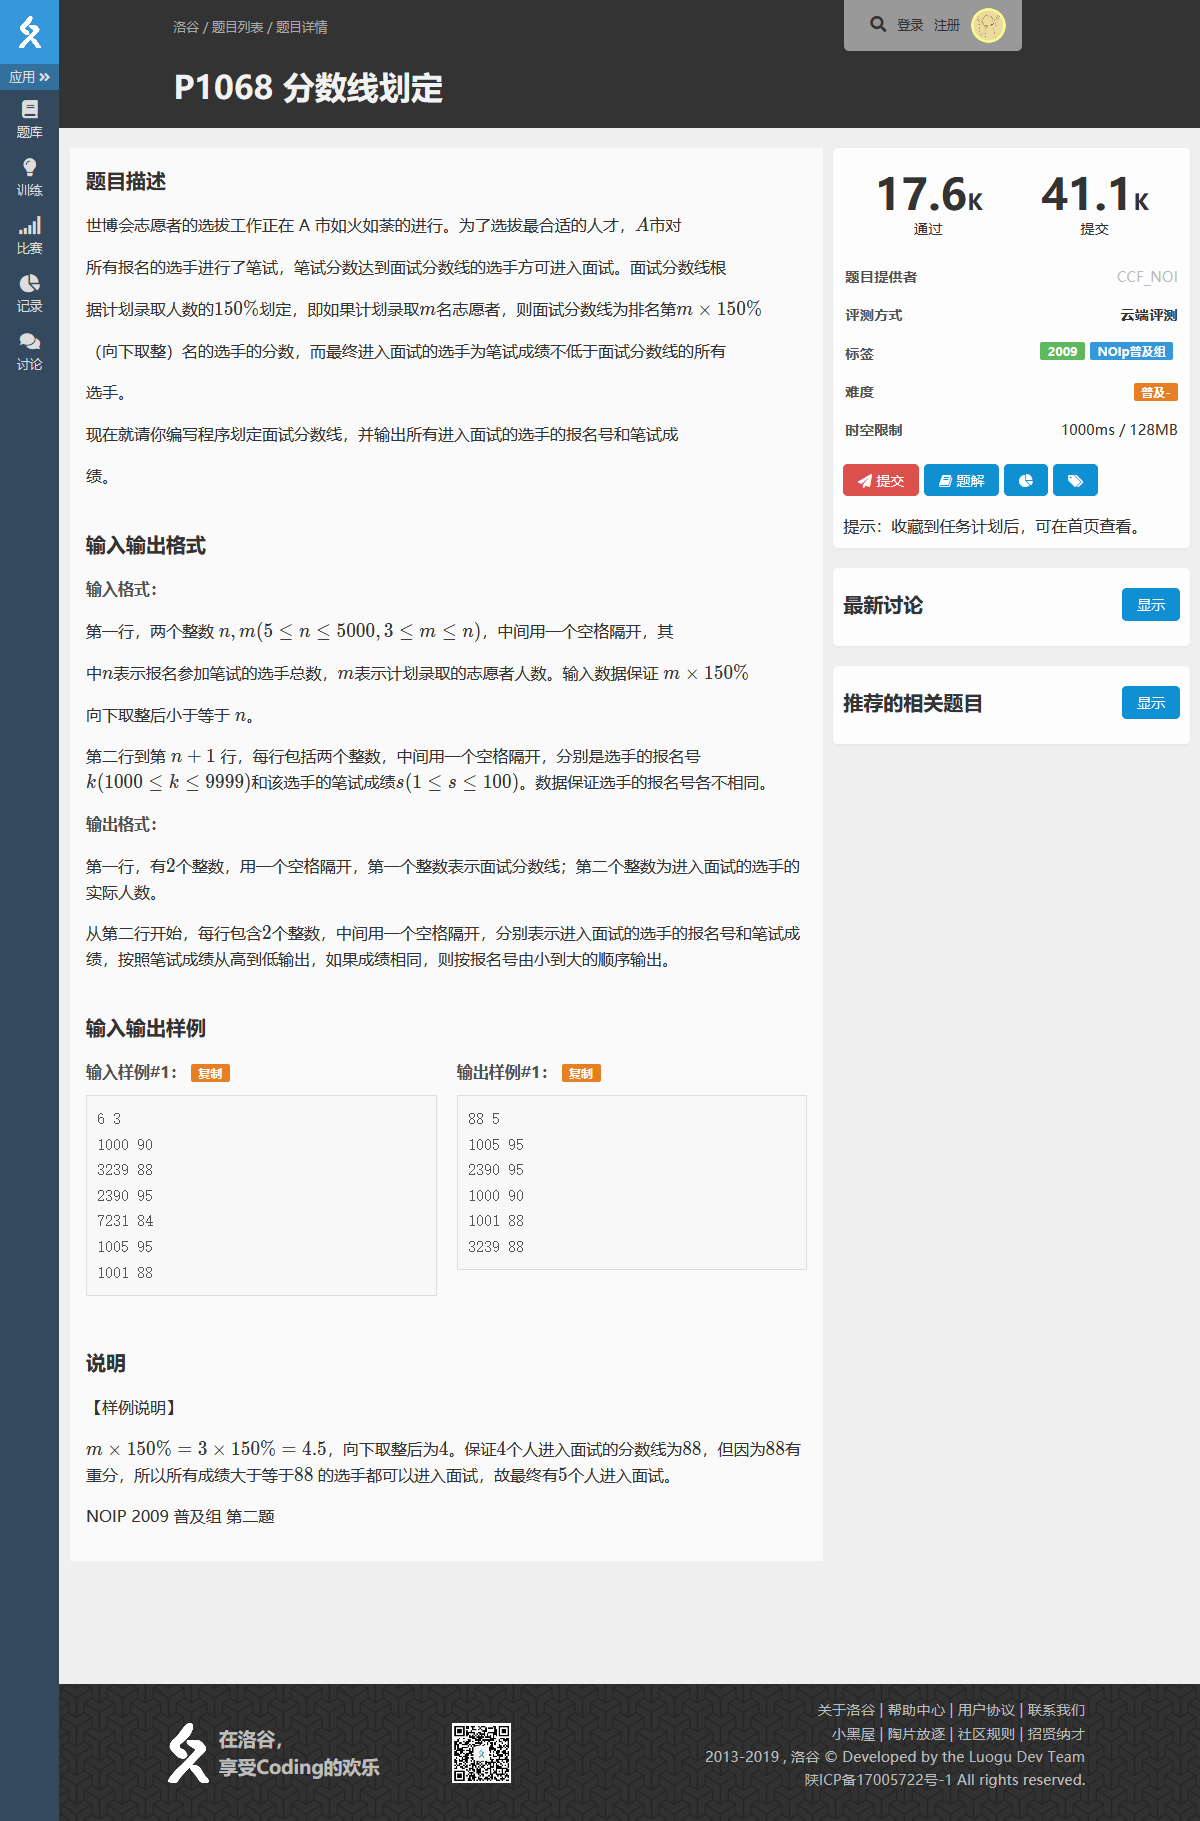 洛谷 / 题目列表 / 题目详情
登录 注册
应用
P1068 分数线划定
题库
训练
比赛
记录
讨论
题目描述
世博会志愿者的选拔工作正在 A 市如火如荼的进行。为了选拔最合适的人才，A市对
所有报名的选手进行了笔试，笔试分数达到面试分数线的选手方可进入面试。面试分数线根
据计划录取人数的150%划定，即如果计划录取m名志愿者，则面试分数线为排名第m × 150%
（向下取整）名的选手的分数，而最终进入面试的选手为笔试成绩不低于面试分数线的所有
选手。
现在就请你编写程序划定面试分数线，并输出所有进入面试的选手的报名号和笔试成
绩。
输入输出格式
输入格式：
第一行，两个整数 n, m(5 ≤ n ≤ 5000, 3 ≤ m ≤ n)，中间用一个空格隔开，其
中n表示报名参加笔试的选手总数，m表示计划录取的志愿者人数。输入数据保证 m × 150%
向下取整后小于等于 n。
第二行到第 n + 1 行，每行包括两个整数，中间用一个空格隔开，分别是选手的报名号
k(1000 ≤ k ≤ 9999)和该选手的笔试成绩s(1 ≤ s ≤ 100)。数据保证选手的报名号各不相同。
输出格式：
第一行，有2个整数，用一个空格隔开，第一个整数表示面试分数线；第二个整数为进入面试的选手的
实际人数。
从第二行开始，每行包含2个整数，中间用一个空格隔开，分别表示进入面试的选手的报名号和笔试成
绩，按照笔试成绩从高到低输出，如果成绩相同，则按报名号由小到大的顺序输出。
输入输出样例
输入样例#1： 复制
6 3
1000 90
3239 88
2390 95
7231 84
1005 95
1001 88
输出样例#1： 复制
88 5
1005 95
2390 95
1000 90
1001 88
3239 88
说明
【样例说明】
m × 150% = 3 × 150% = 4.5，向下取整后为4。保证4个人进入面试的分数线为88，但因为88有
重分，所以所有成绩大于等于88 的选手都可以进入面试，故最终有5个人进入面试。
NOIP 2009 普及组 第二题
17.6K 41.1K
通过 提交
题目提供者 CCF_NOI
评测方式 云端评测
标签 2009 NOIp普及组
难度 普及-
时空限制 1000ms / 128MB
提交 题解
提示：收藏到任务计划后，可在首页查看。
最新讨论 显示
推荐的相关题目 显示
在洛谷，
享受Coding的欢乐
关于洛谷 | 帮助中心 | 用户协议 | 联系我们
小黑屋 | 陶片放逐 | 社区规则 | 招贤纳才
2013-2019 , 洛谷 © Developed by the Luogu Dev Team
陕ICP备17005722号-1 All rights reserved.